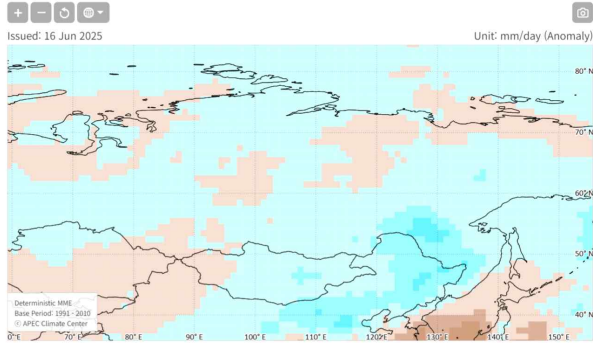 Issued: 16 Jun 2025
Unit: mm/day (Anomaly)
80° N
70° N
60° N
50° N
40° N
Deterministic MME
Base Period: 1991 - 2010
APEC Climate Center
0° E
70° E
80° E
90° E
100° E
110° E
120° E
130° E
140° E
150° E